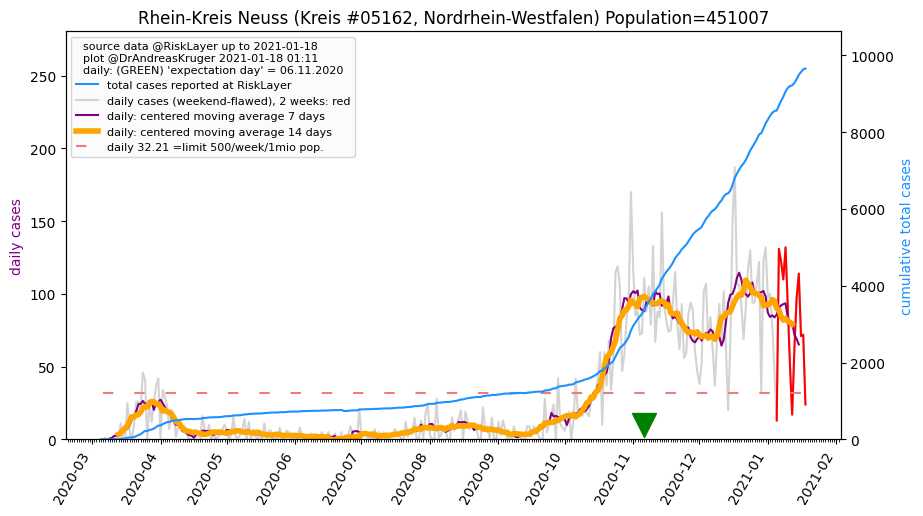 Rhein-Kreis Neuss (Kreis #05162, Nordrhein-Westfalen) Population=451007
source data @RiskLayer up to 2021-01-18
plot @DrAndreasKruger 2021-01-18 01:11
daily: (GREEN) 'expectation day' = 06.11.2020
total cases reported at RiskLayer
daily cases (weekend-flawed), 2 weeks: red
daily: centered moving average 7 days
daily: centered moving average 14 days
daily 32.21 =limit 500/week/1mio pop.
daily cases
250
200
150
100
50
0
cumulative total cases
10000
8000
6000
4000
2000
0
2020-03
2020-04
2020-05
2020-06
2020-07
2020-08
2020-09
2020-10
2020-11
2020-12
2021-01
2021-02